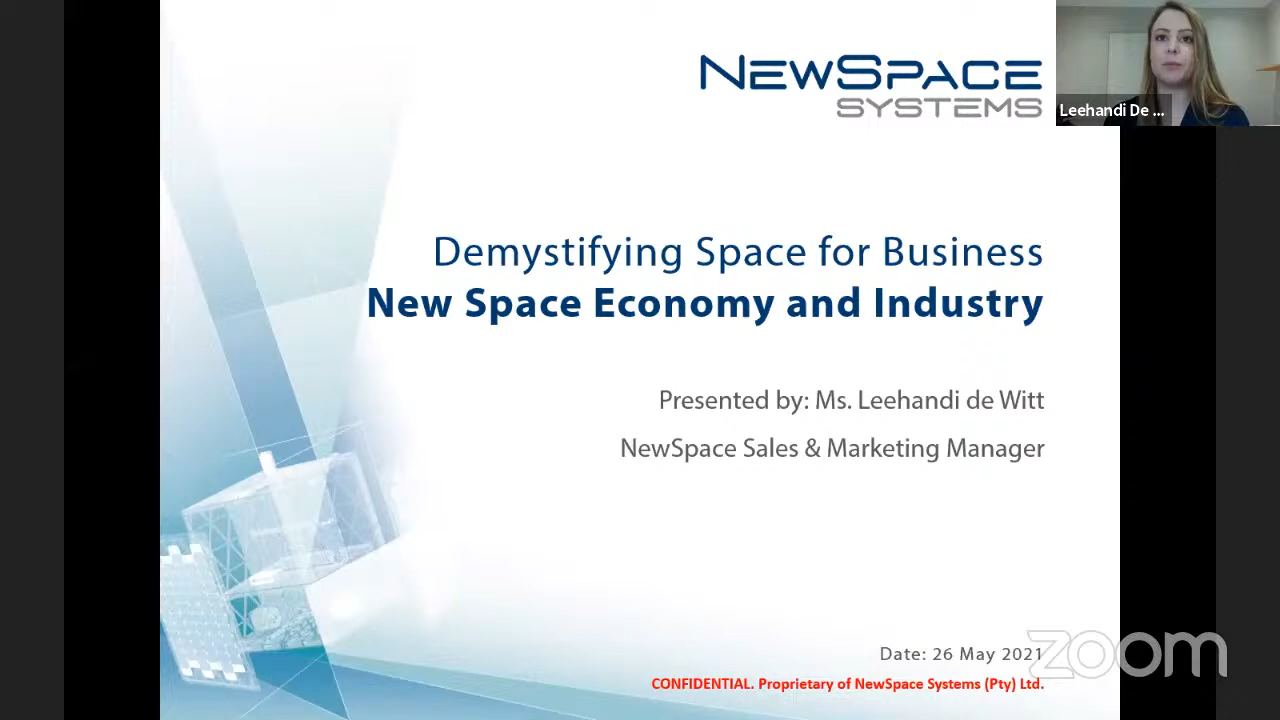 NEWSPACE
SYSTEMS
Leehandi De ...
Demystifying Space for Business
New Space Economy and Industry
Presented by: Ms. Leehandi de Witt
NewSpace Sales & Marketing Manager
Date: 26 May 2021
zoom
CONFIDENTIAL. Proprietary of NewSpace Systems (Pty) Ltd.